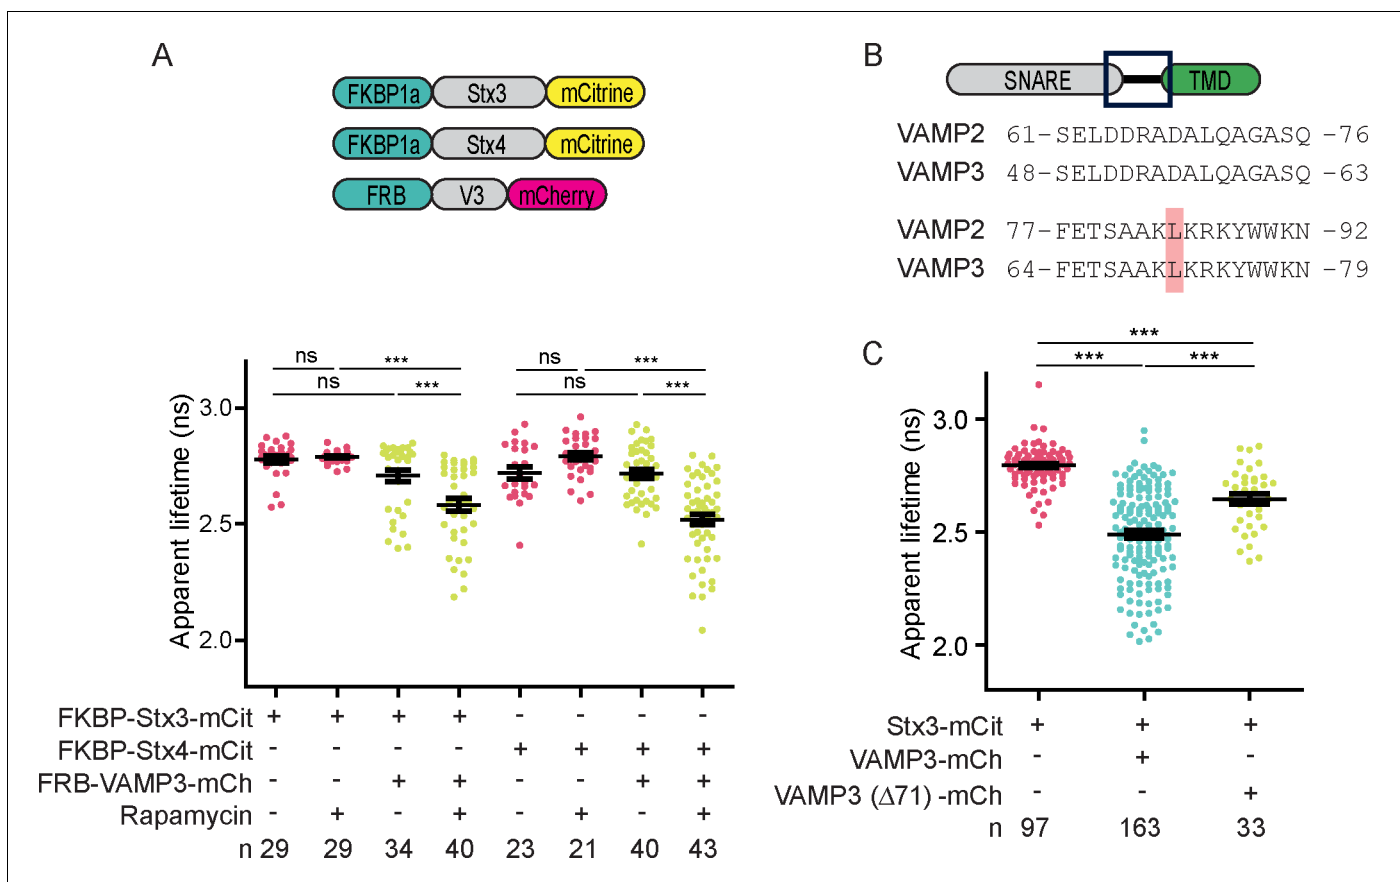 A
FKBP1a Stx3 mCitrine
FKBP1a Stx4 mCitrine
FRB V3 mCherry
ns *** ns ***
ns *** ns ***
Apparent lifetime (ns)
3.0
2.5
2.0
FKBP-Stx3-mCit + + + + - - - -
FKBP-Stx4-mCit - - - - + + + +
FRB-VAMP3-mCh - - + + - - + +
Rapamycin - + - + - + - +
n 29 29 34 40 23 21 40 43
B
SNARE TMD
VAMP2 61-SELDDRADALQAGASQ -76
VAMP3 48-SELDDRADALQAGASQ -63
VAMP2 77-FETSAAKLKRKYWWKN -92
VAMP3 64-FETSAAKLKRKYWWKN -79
C
***
*** ***
Apparent lifetime (ns)
3.0
2.5
2.0
Stx3-mCit + + +
VAMP3-mCh - + -
VAMP3 (Δ71) -mCh - - +
n 97 163 33